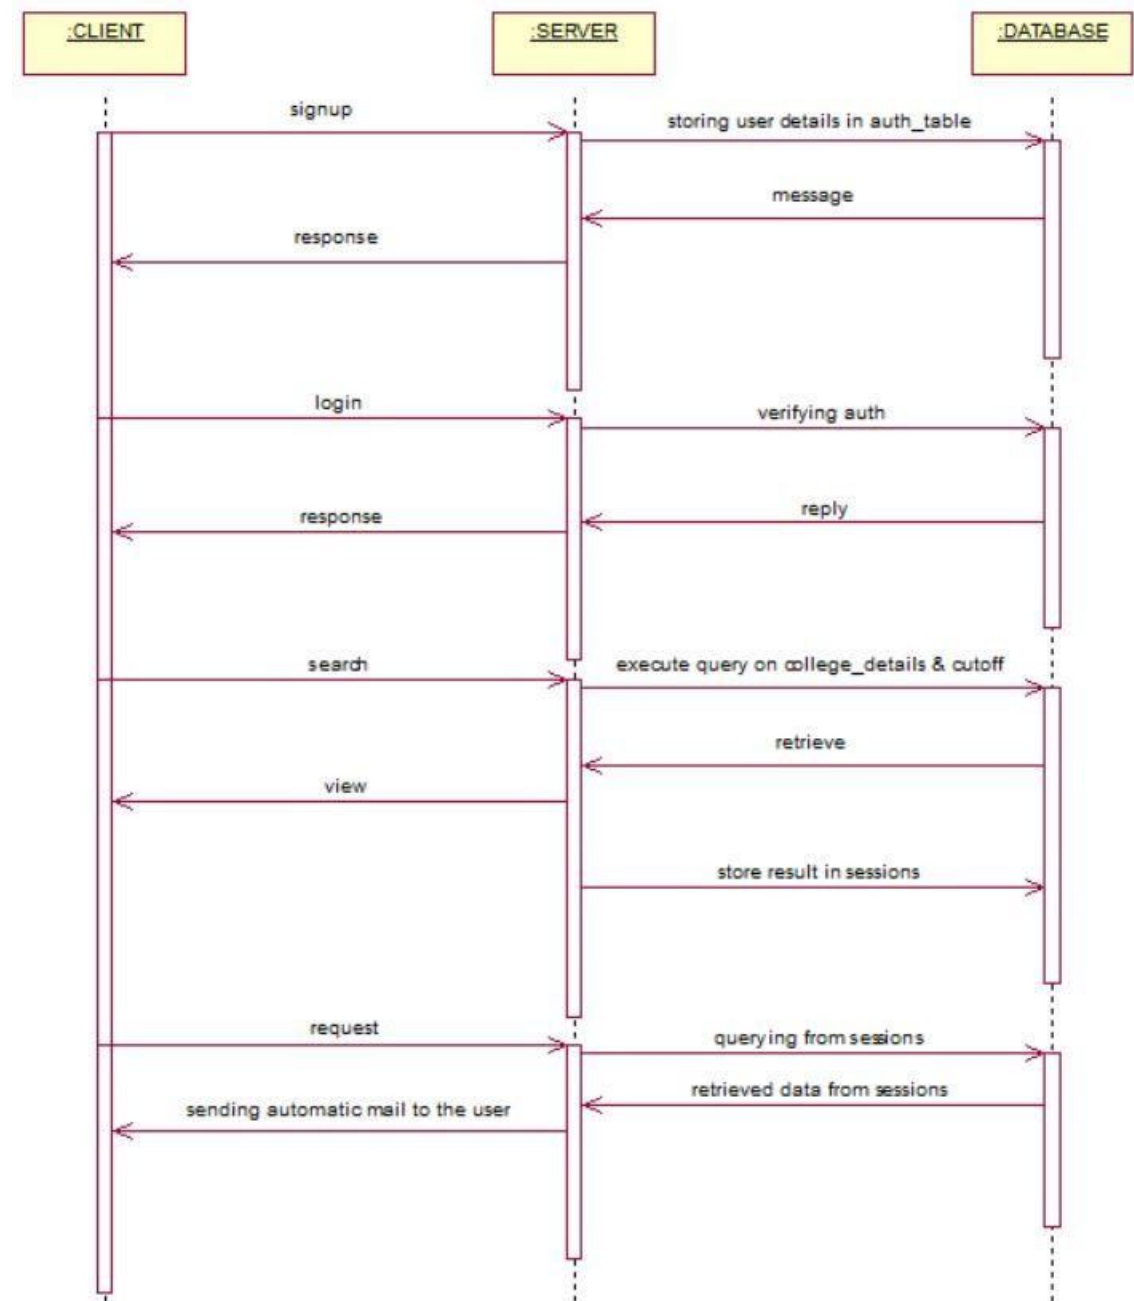 :CLIENT
:SERVER
:DATABASE
signup
storing user details in auth_table
message
response
login
verifying auth
reply
response
search
execute query on college_details & cutoff
retrieve
view
store result in sessions
request
querying from sessions
retrieved data from sessions
sending automatic mail to the user